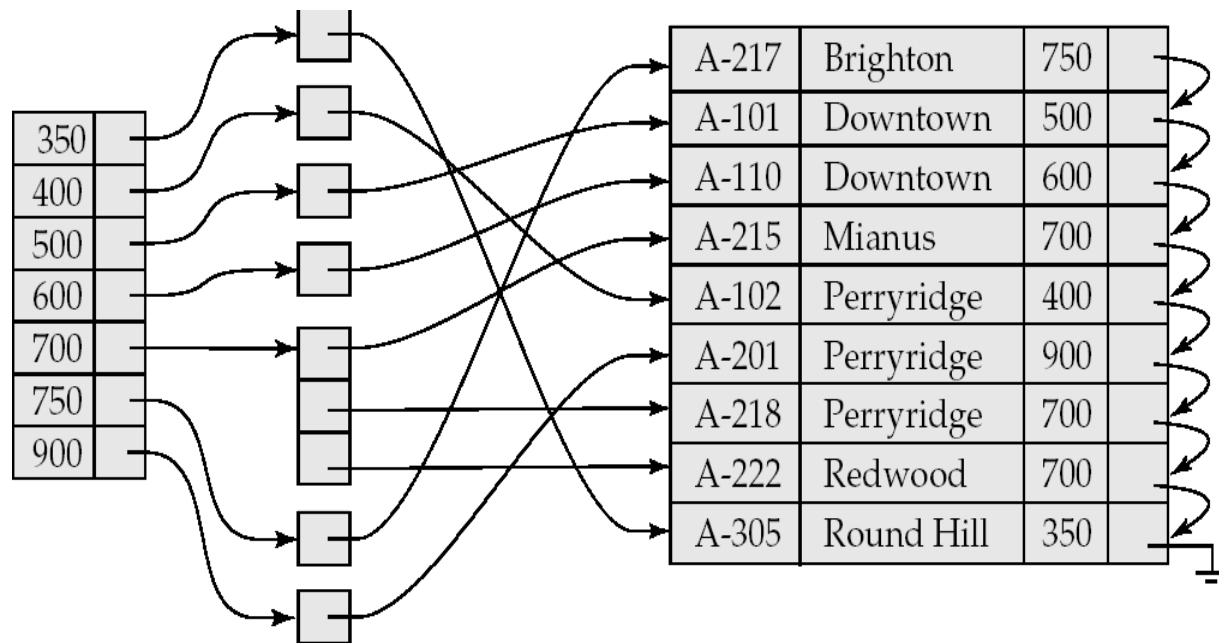 350
400
500
600
700
750
900
A-217 Brighton 750
A-101 Downtown 500
A-110 Downtown 600
A-215 Mianus 700
A-102 Perryridge 400
A-201 Perryridge 900
A-218 Perryridge 700
A-222 Redwood 700
A-305 Round Hill 350